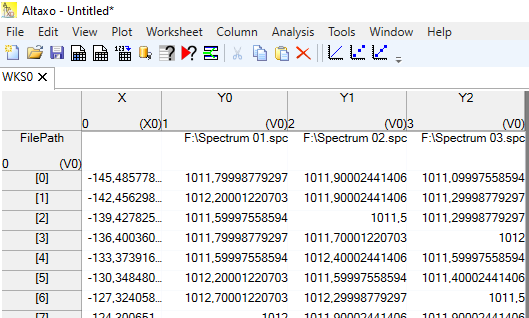 Altaxo - Untitled*
File Edit View Plot Worksheet Column Analysis Tools Window Help
WKS0
X Y0 Y1 Y2
0 (X0) 1 (V0) 2 (V0) 3 (V0)
FilePath F:\Spectrum 01.spc F:\Spectrum 02.spc F:\Spectrum 03.spc
0 (V0)
[0] -145,485778... 1011,79998779297 1011,90002441406 1011,09997558594
[1] -142,456298... 1012,20001220703 1011,90002441406 1011,29998779297
[2] -139,427825... 1011,59997558594 1011,5 1011,29998779297
[3] -136,400360... 1011,79998779297 1011,70001220703 1012
[4] -133,373916... 1011,59997558594 1012,40002441406 1011,59997558594
[5] -130,348480... 1012,20001220703 1011,59997558594 1011,40002441406
[6] -127,324058... 1012,70001220703 1012,29998779297 1011,5
[7] -124,300651... 1012 1011,90002441406 1011,59997558594